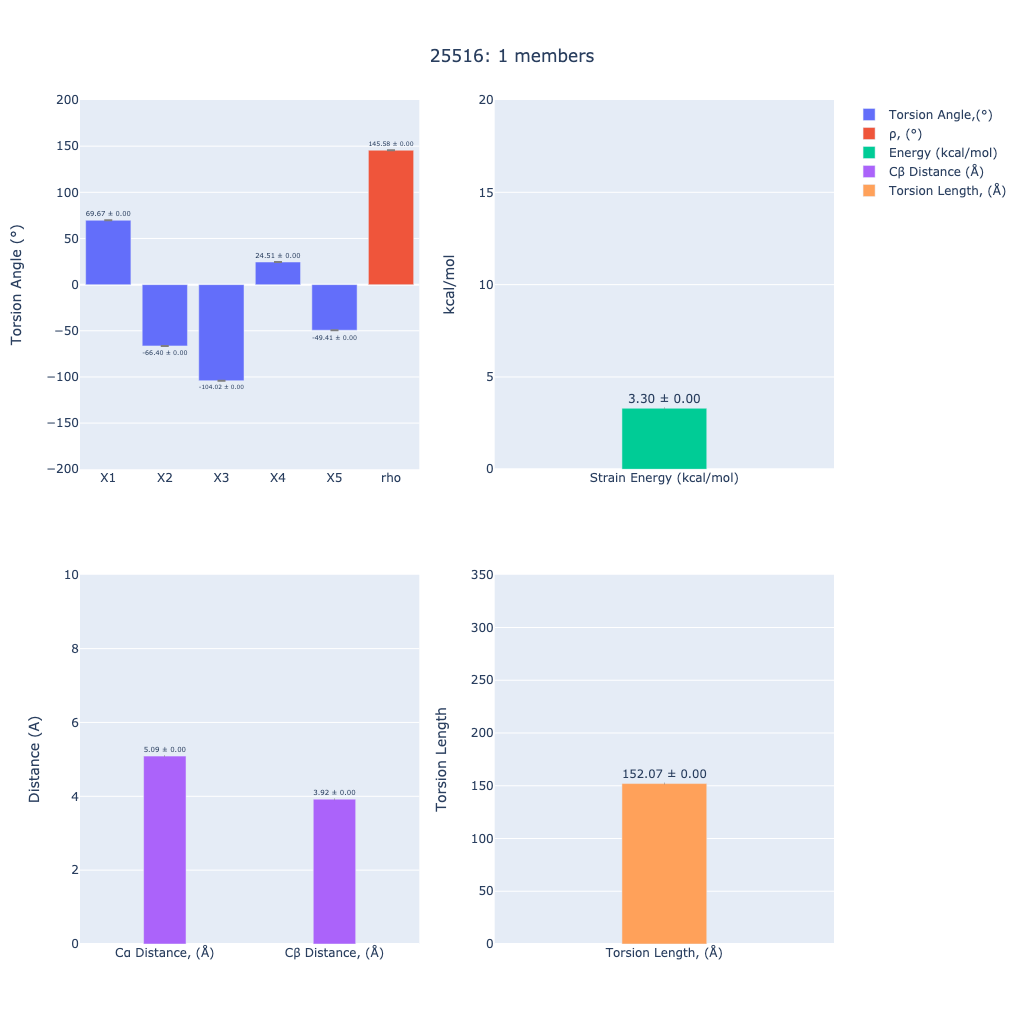 25516: 1 members
Torsion Angle (°)
200
150
100
50
0
−50
−100
−150
−200
69.67 ± 0.00
-66.40 ± 0.00
-104.02 ± 0.00
24.51 ± 0.00
-49.41 ± 0.00
145.58 ± 0.00
X1 X2 X3 X4 X5 rho
kcal/mol
20
15
10
5
0
3.30 ± 0.00
Strain Energy (kcal/mol)
Torsion Angle,(°)
ρ, (°)
Energy (kcal/mol)
Cβ Distance (Å)
Torsion Length, (Å)
Distance (A)
10
8
6
4
2
0
5.09 ± 0.00
3.92 ± 0.00
Cα Distance, (Å) Cβ Distance, (Å)
Torsion Length
350
300
250
200
150
100
50
0
152.07 ± 0.00
Torsion Length, (Å)